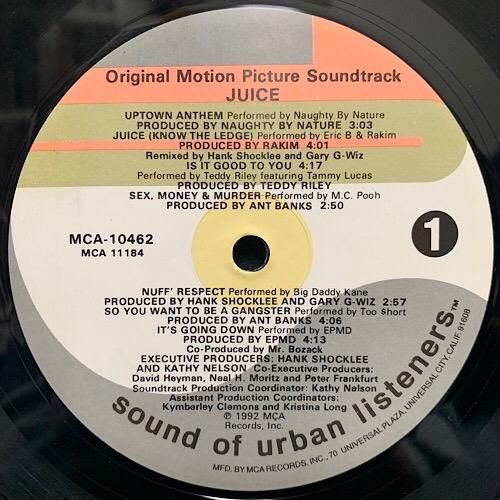 Original Motion Picture Soundtrack
JUICE
UPTOWN ANTHEM Performed by Naughty By Nature
PRODUCED BY NAUGHTY BY NATURE 3:03
JUICE (KNOW THE LEDGE) Performed by Eric B & Rakim
PRODUCED BY RAKIM 4:01
Remixed by Hank Shocklee and Gary G-Wiz
IS IT GOOD TO YOU 4:17
Performed by Teddy Riley featuring Tammy Lucas
PRODUCED BY TEDDY RILEY
SEX, MONEY & MURDER Performed by M.C. Pooh
PRODUCED BY ANT BANKS 2:50
MCA-10462
MCA 11184
1
NUFF' RESPECT Performed by Big Daddy Kane
PRODUCED BY HANK SHOCKLEE AND GARY G-WIZ 2:57
SO YOU WANT TO BE A GANGSTER Performed by Too $hort
PRODUCED BY ANT BANKS 4:06
IT'S GOING DOWN Performed by EPMD
PRODUCED BY EPMD 4:13
Co-Produced by Mr. Bozack
EXECUTIVE PRODUCERS: HANK SHOCKLEE
AND KATHY NELSON Co-Executive Producers:
David Heyman, Neal H. Moritz and Peter Frankfurt
Soundtrack Production Coordinator: Kathy Nelson
Assistant Production Coordinators:
Kymberley Clemons and Kristina Long
℗ 1992 MCA
Records, Inc.
sound of urban listeners™
MFD. BY MCA RECORDS, INC., 70 UNIVERSAL PLAZA, UNIVERSAL CITY, CALIF. 91608